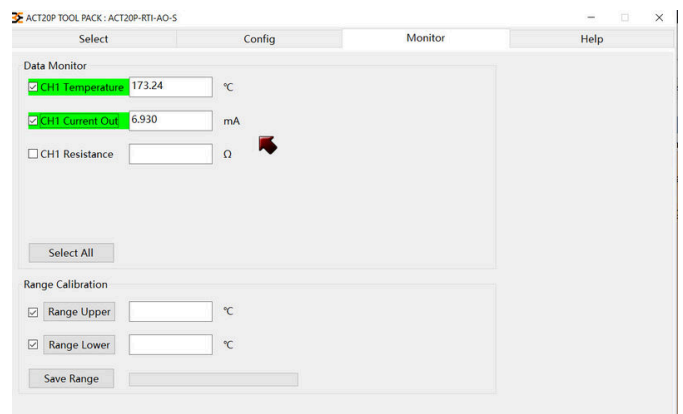 ACT20P TOOL PACK : ACT20P-RTI-AO-S
Select Config Monitor Help
Data Monitor
CH1 Temperature 173.24 ℃
CH1 Current Out 6.930 mA
CH1 Resistance Ω
Select All
Range Calibration
Range Upper ℃
Range Lower ℃
Save Range